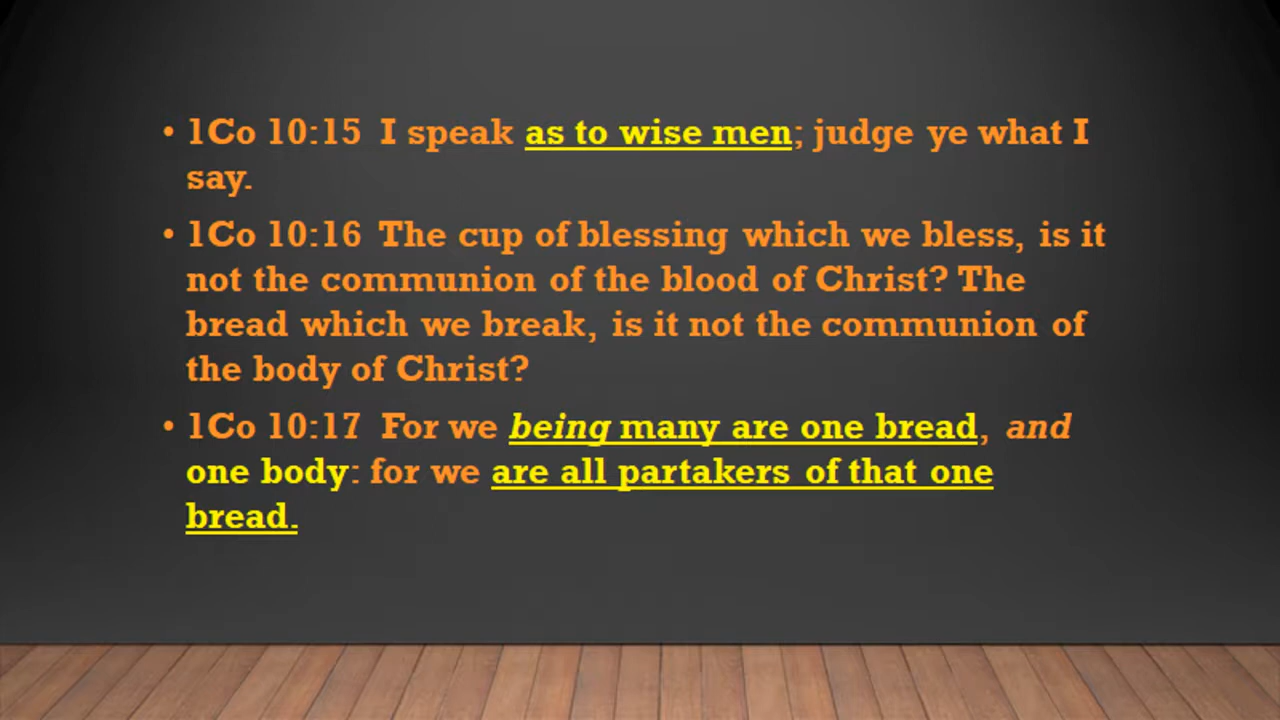 • 1Co 10:15 I speak as to wise men; judge ye what I
say.
• 1Co 10:16 The cup of blessing which we bless, is it
not the communion of the blood of Christ? The
bread which we break, is it not the communion of
the body of Christ?
• 1Co 10:17 For we being many are one bread, and
one body: for we are all partakers of that one
bread.